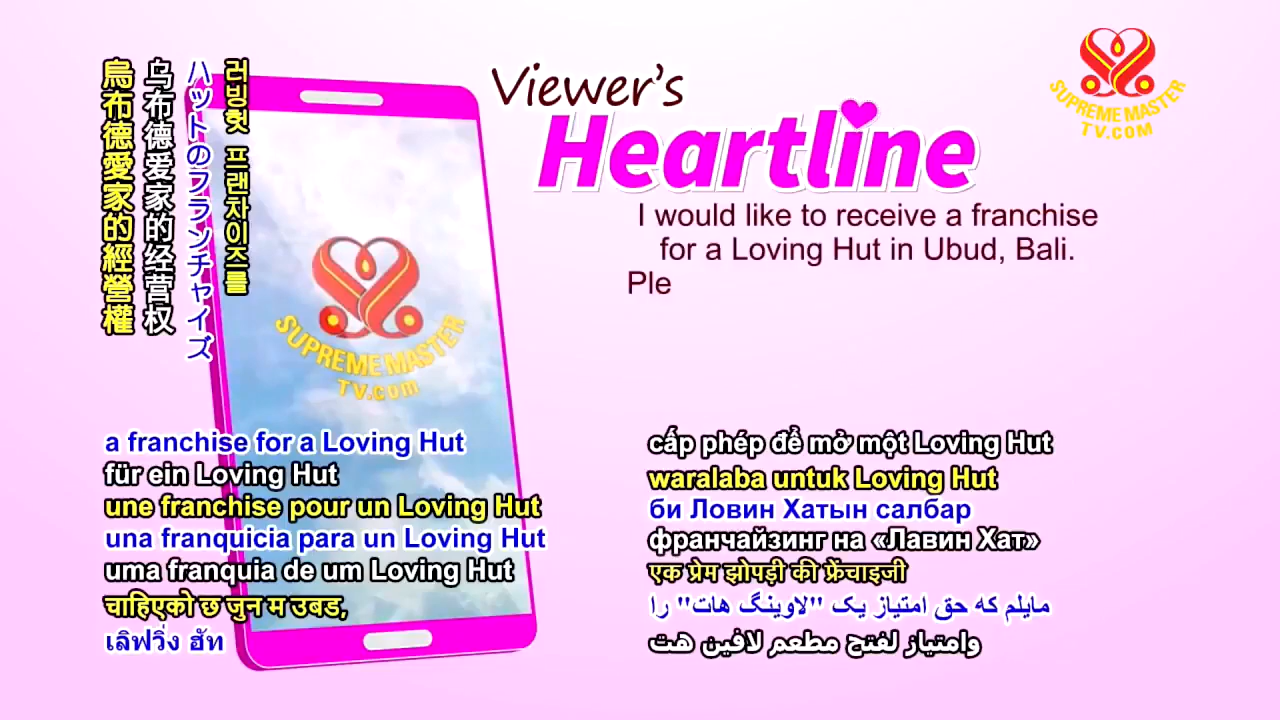 烏布德愛家的經營權
乌布德爱家的经营权
ハットのフランチャイズ
러빙헛 프랜차이즈를
Viewer's
Heartline
I would like to receive a franchise
for a Loving Hut in Ubud, Bali.
Ple
SUPREME MASTER
TV.COM
SUPREME MASTER
TV.COM
a franchise for a Loving Hut
für ein Loving Hut
une franchise pour un Loving Hut
una franquicia para un Loving Hut
uma franquia de um Loving Hut
चाहिएको छ जुन म उबड,
เลิฟวิ่ง ฮัท
cấp phép để mở một Loving Hut
waralaba untuk Loving Hut
би Ловин Хатын салбар
франчайзинг на «Лавин Хат»
एक प्रेम झोपड़ी की फ्रेंचाइजी
مایلم که حق امتیاز یک "لاوینگ هات" را
وامتياز لفتح مطعم لافين هت